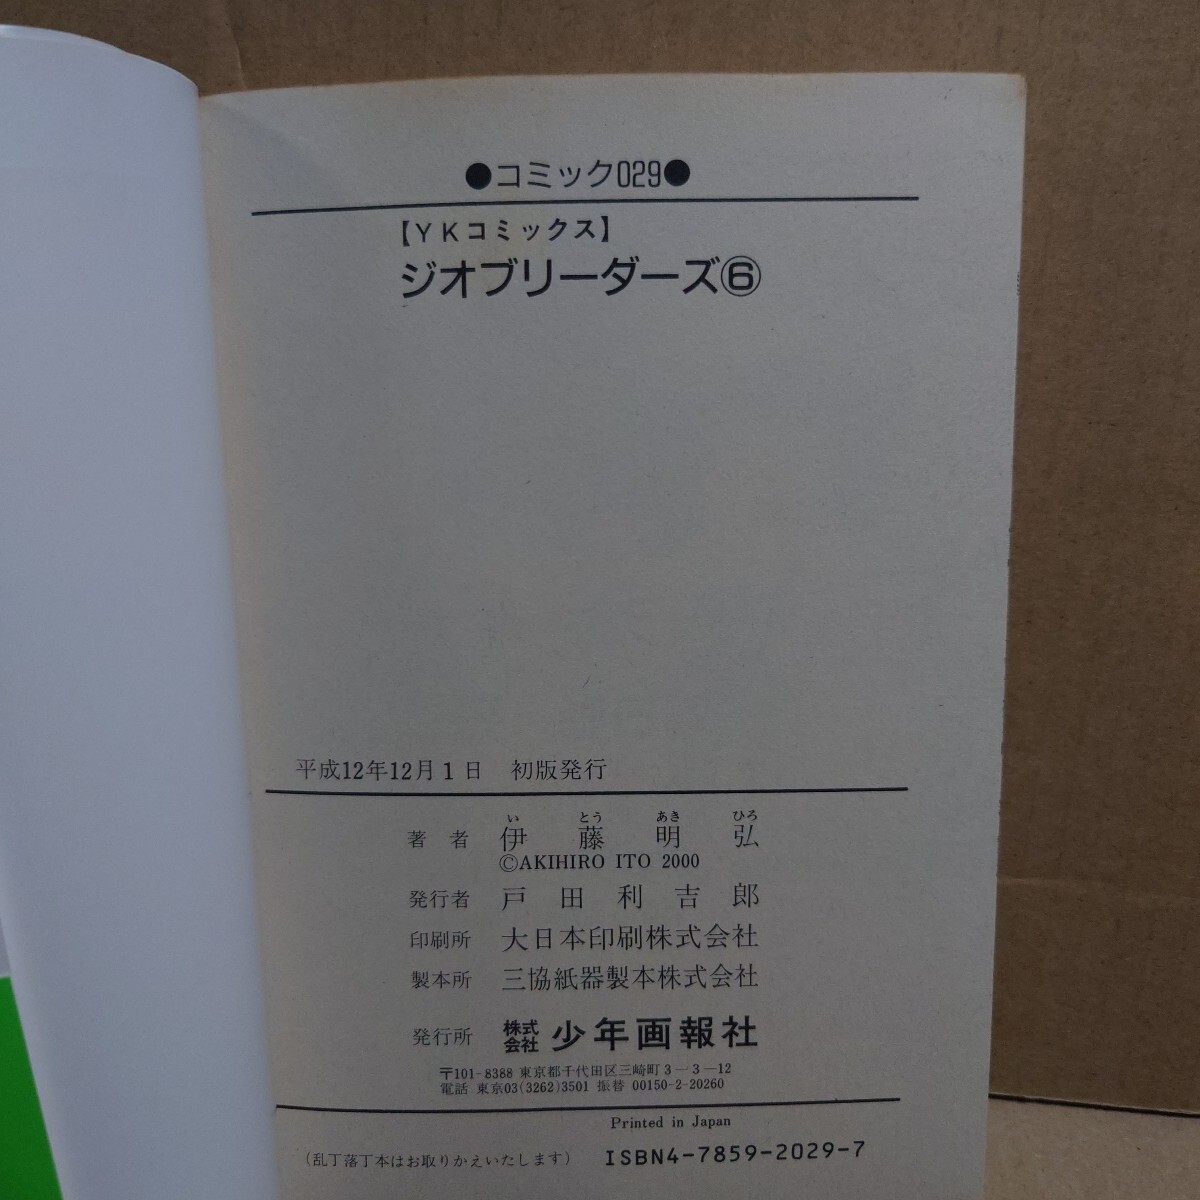 ●コミック029●
【YKコミックス】
ジオブリーダーズ⑥
平成12年12月1日 初版発行
い とう あき ひろ
著者 伊藤明弘
©AKIHIRO ITO 2000
発行者 戸田利吉郎
印刷所 大日本印刷株式会社
製本所 三協紙器製本株式会社
発行所 株式会社 少年画報社
〒101-8388 東京都千代田区三崎町3-3-12
電話 東京03(3262)3501 振替 00150-2-20260
Printed in Japan
(乱丁落丁本はお取りかえいたします) ISBN4-7859-2029-7